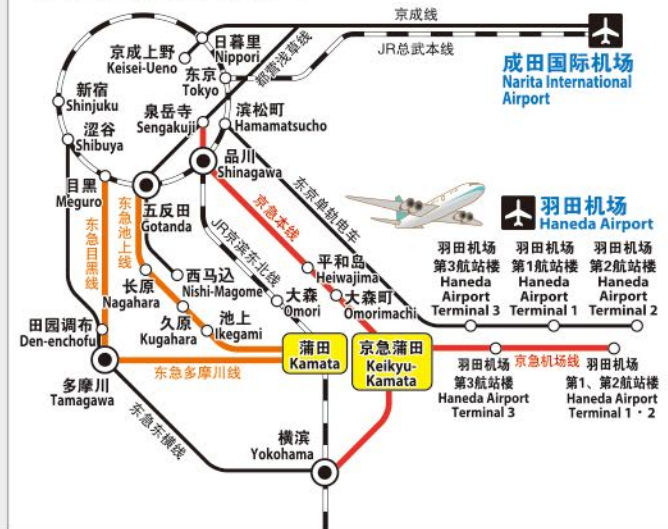 京成线
JR总武本线
成田国际机场
Narita International
Airport
京成上野
Keisei-Ueno
日暮里
Nippori
都营浅草线
东京
Tokyo
新宿
Shinjuku
泉岳寺
Sengakuji
滨松町
Hamamatsucho
涩谷
Shibuya
品川
Shinagawa
目黑
Meguro
东急池上线
东急目黑线
五反田
Gotanda
JR京滨东北线
京急本线
东京单轨电车
羽田机场
Haneda Airport
羽田机场
第3航站楼
Haneda
Airport
Terminal 3
羽田机场
第1航站楼
Haneda
Airport
Terminal 1
羽田机场
第2航站楼
Haneda
Airport
Terminal 2
平和岛
Heiwajima
西马込
Nishi-Magome
长原
Nagahara
大森
Omori
大森町
Omorimachi
久原
Kugahara
池上
Ikegami
田园调布
Den-enchofu
蒲田
Kamata
京急蒲田
Keikyu-
Kamata
羽田机场
第3航站楼
Haneda Airport
Terminal 3
京急机场线
羽田机场
第1、第2航站楼
Haneda Airport
Terminal 1・2
东急多摩川线
多摩川
Tamagawa
东急东横线
横滨
Yokohama